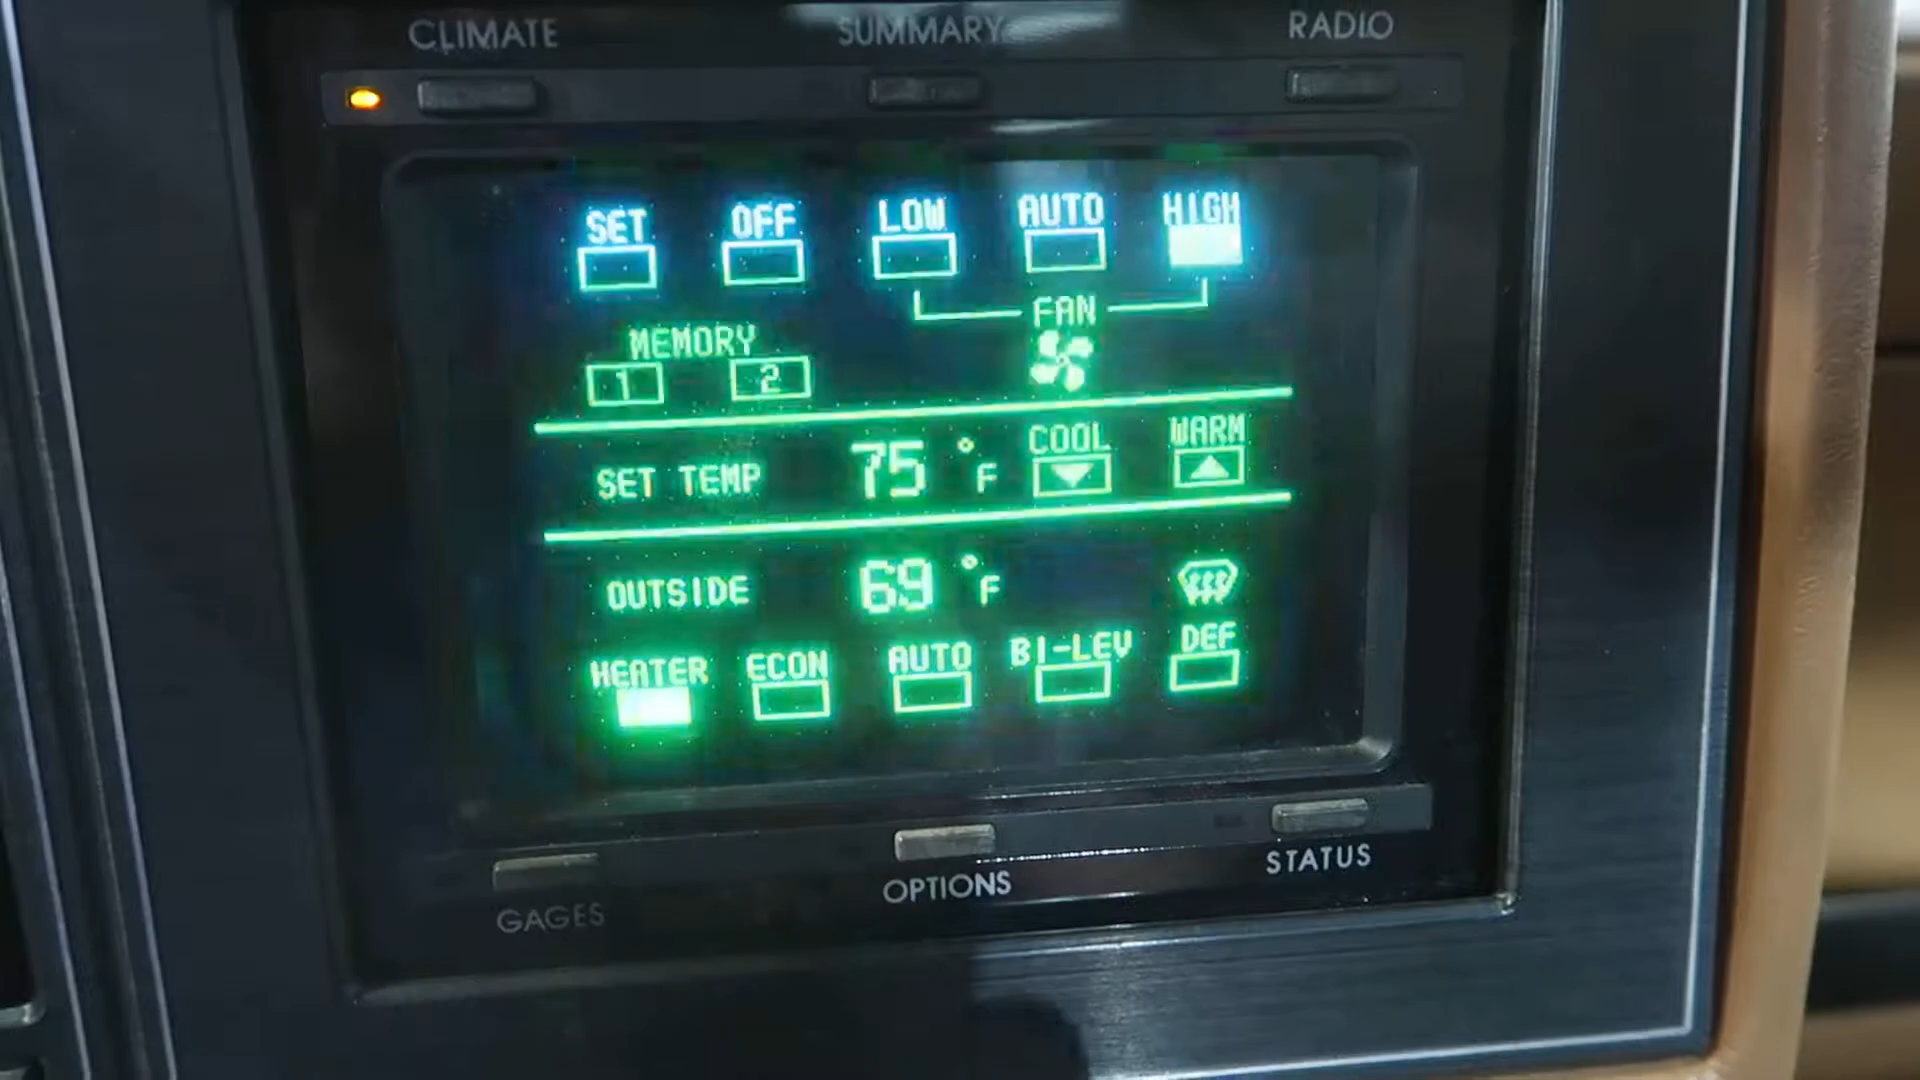 CLIMATE SUMMARY RADIO
SET OFF LOW AUTO HIGH
FAN
MEMORY
1 2
COOL WARM
SET TEMP 75 °F
OUTSIDE 69 °F
HEATER ECON AUTO BI-LEV DEF
GAGES OPTIONS STATUS